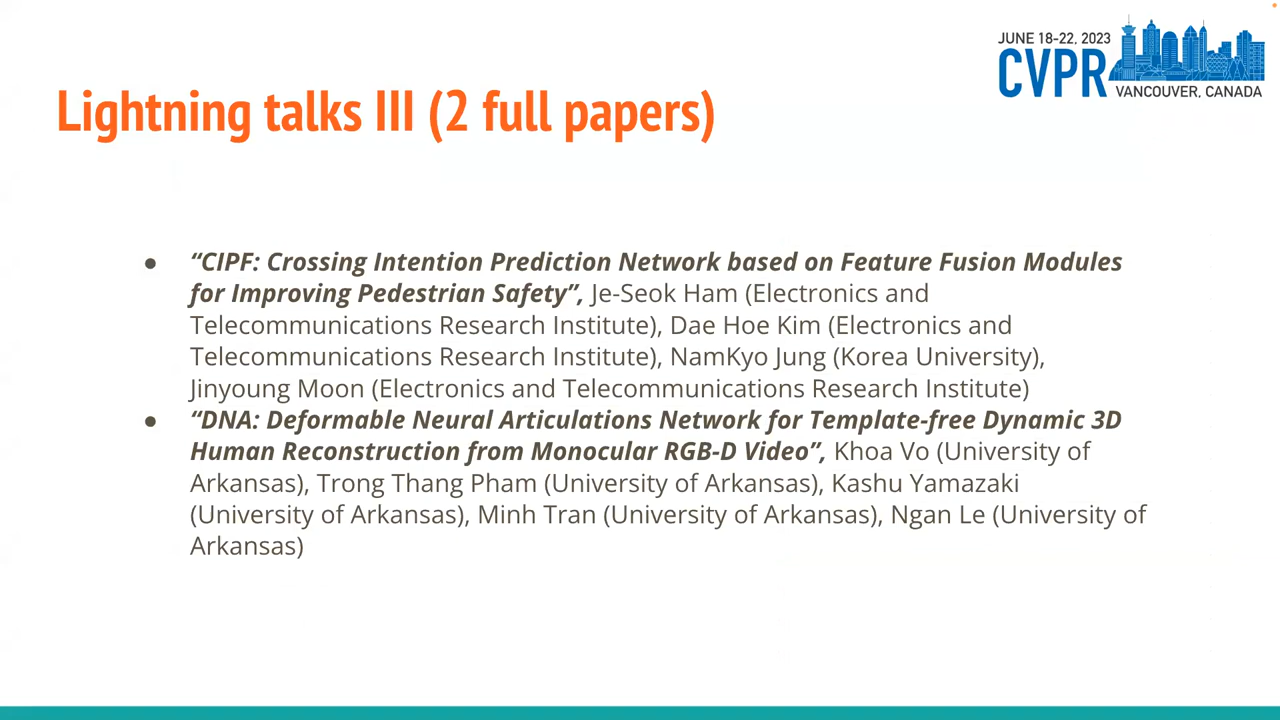 JUNE 18-22, 2023
CVPR
VANCOUVER, CANADA
Lightning talks III (2 full papers)
● “CIPF: Crossing Intention Prediction Network based on Feature Fusion Modules
for Improving Pedestrian Safety”, Je-Seok Ham (Electronics and
Telecommunications Research Institute), Dae Hoe Kim (Electronics and
Telecommunications Research Institute), NamKyo Jung (Korea University),
Jinyoung Moon (Electronics and Telecommunications Research Institute)
● “DNA: Deformable Neural Articulations Network for Template-free Dynamic 3D
Human Reconstruction from Monocular RGB-D Video”, Khoa Vo (University of
Arkansas), Trong Thang Pham (University of Arkansas), Kashu Yamazaki
(University of Arkansas), Minh Tran (University of Arkansas), Ngan Le (University of
Arkansas)